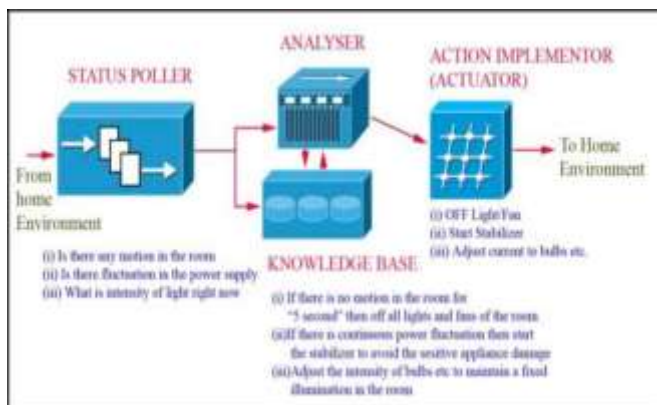 ANALYSER
STATUS POLLER
ACTION IMPLEMENTOR
(ACTUATOR)
From
home
Environment
To Home
Environment
(i) Is there any motion in the room
(ii) Is there fluctuation in the power supply
(iii) What is intensity of light right now
KNOWLEDGE BASE
(i) If there is no motion in the room for
"5 second" then off all lights and fans of the room
(ii)If there is continuous power fluctuation then start
the stabilizer to avoid the sesitive appliance damage
(iii)Adjust the intensity of bulbs etc to maintain a fixed
illumination in the room
(i) OFF Light/Fan
(ii) Start Stabilizer
(iii) Adjust current to bulbs etc.